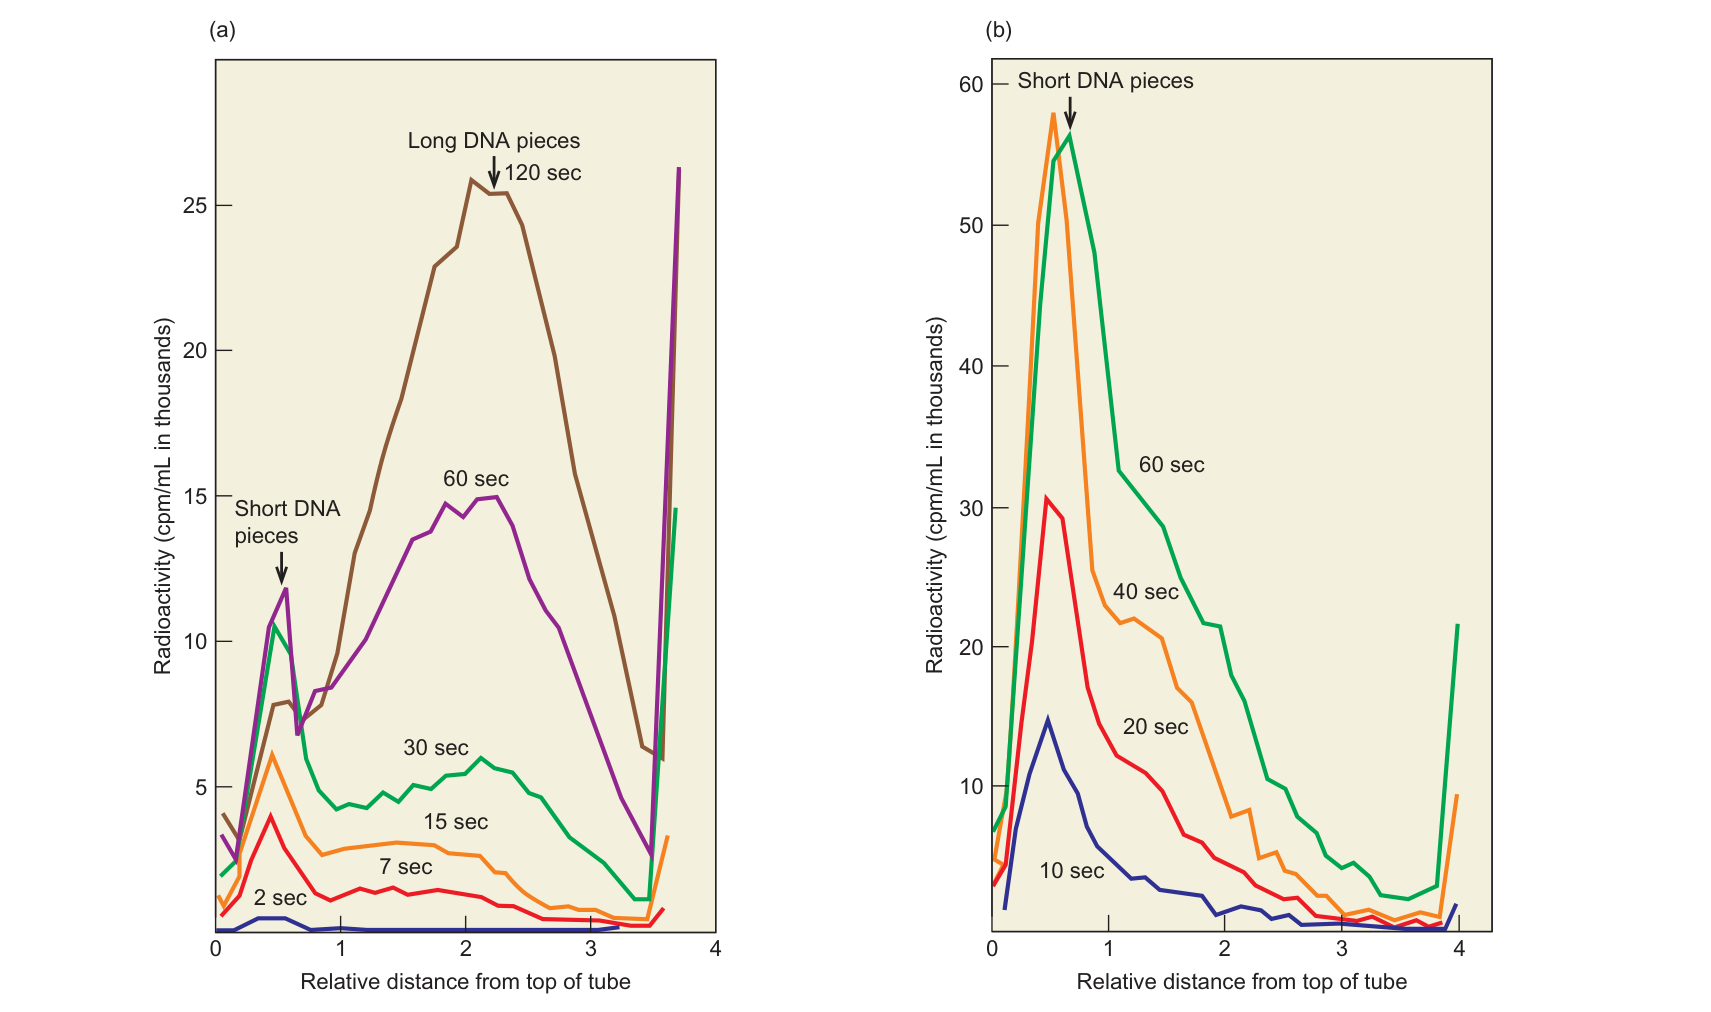 (a)
Long DNA pieces
120 sec
25
20
60 sec
15
Short DNA
pieces
10
30 sec
5
15 sec
7 sec
2 sec
0
1
2
3
4
Radioactivity (cpm/mL in thousands)
Relative distance from top of tube
(b)
60
Short DNA pieces
50
40
30
60 sec
40 sec
20
20 sec
10
10 sec
0
1
2
3
4
Radioactivity (cpm/mL in thousands)
Relative distance from top of tube